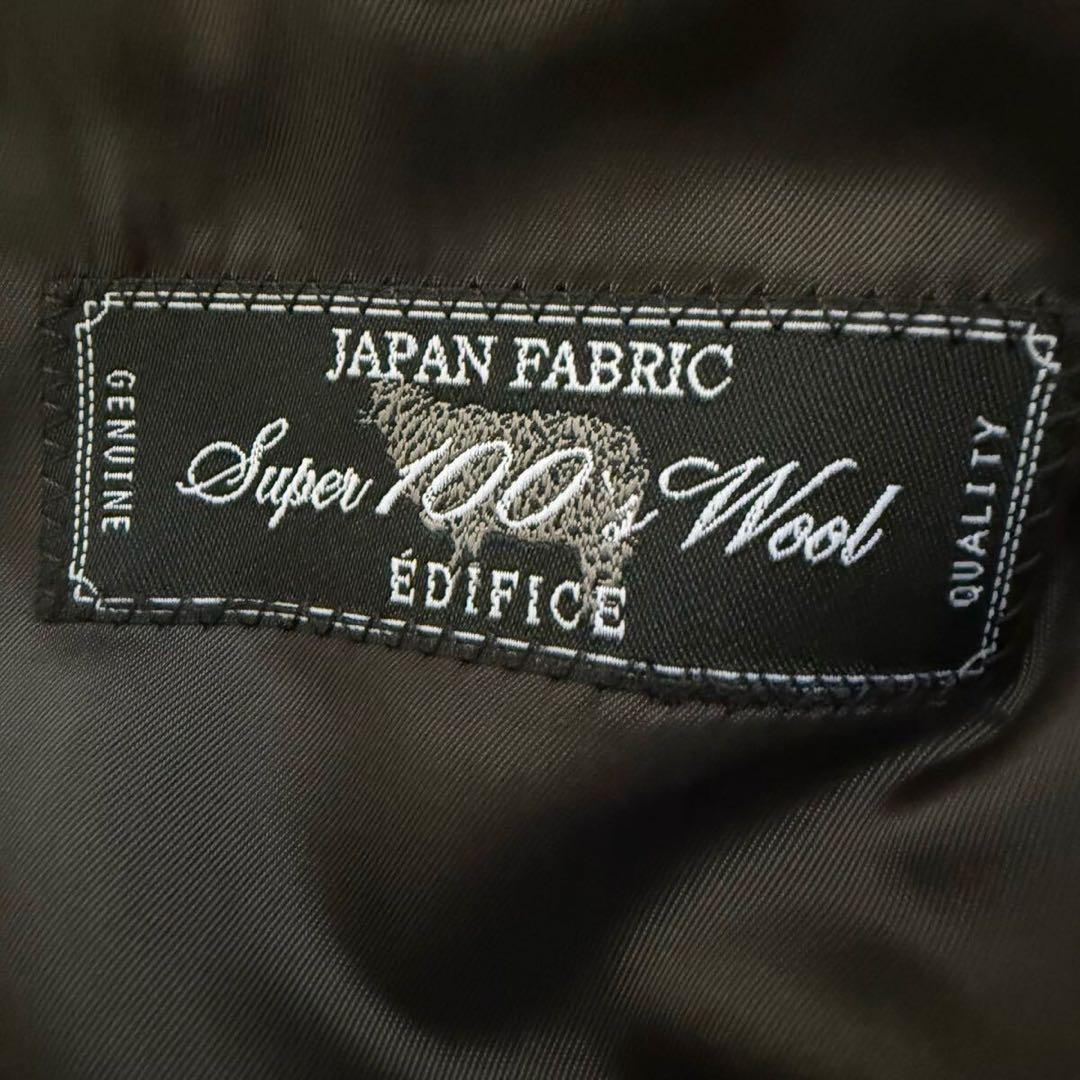 JAPAN FABRIC
GENUINE
Super 100's Wool
QUALITY
ÉDIFICE